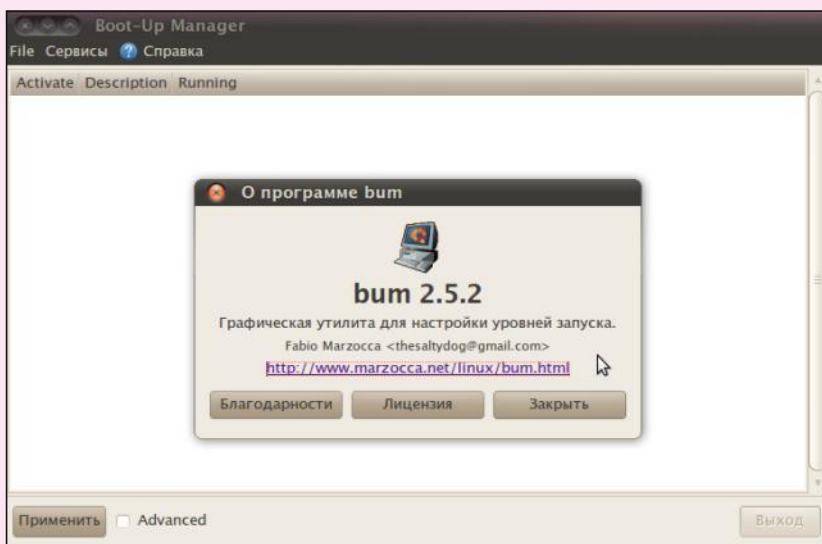 Boot-Up Manager
File Сервисы Справка
Activate Description Running
О программе bum
bum 2.5.2
Графическая утилита для настройки уровней запуска.
Fabio Marzocca <thesaltydog@gmail.com>
http://www.marzocca.net/linux/bum.html
Благодарности Лицензия Закрыть
Применить Advanced Выход